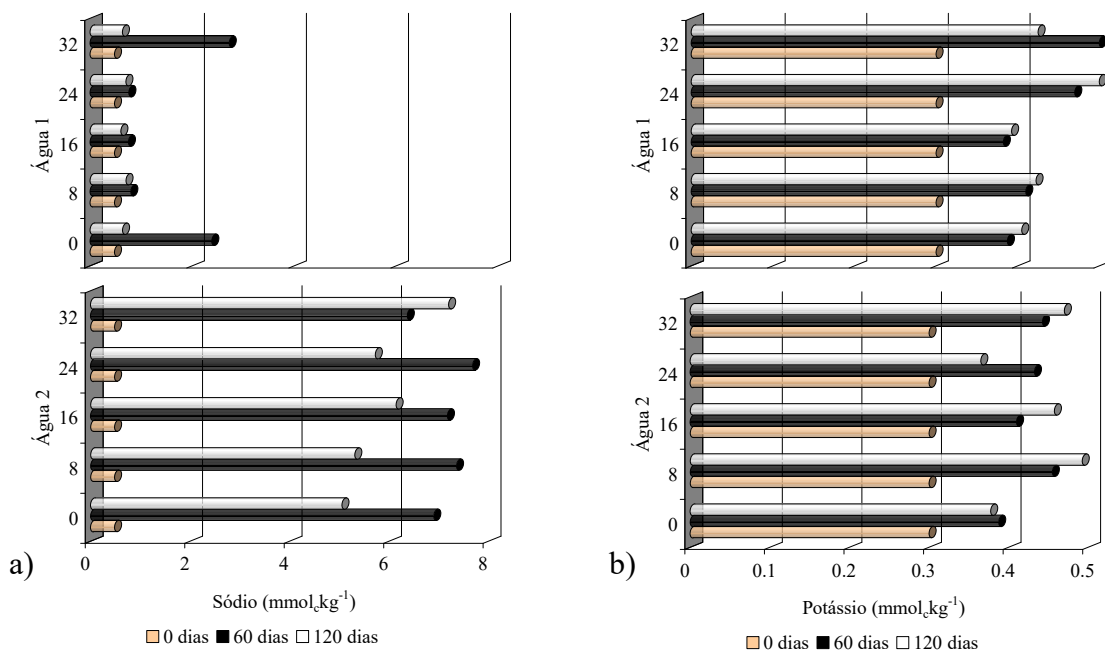 Água 1
32
24
16
8
0
Água 2
32
24
16
8
0
0 2 4 6 8
a)
Sódio (mmolckg-1)
0 dias 60 dias 120 dias
Água 1
32
24
16
8
0
Água 2
32
24
16
8
0
0 0.1 0.2 0.3 0.4 0.5
b)
Potássio (mmolckg-1)
0 dias 60 dias 120 dias